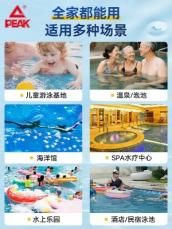 PEAK
全家都能用
适用多种场景
儿童游泳基地
温泉/泡池
海洋馆
SPA水疗中心
水上乐园
酒店/民宿泳池